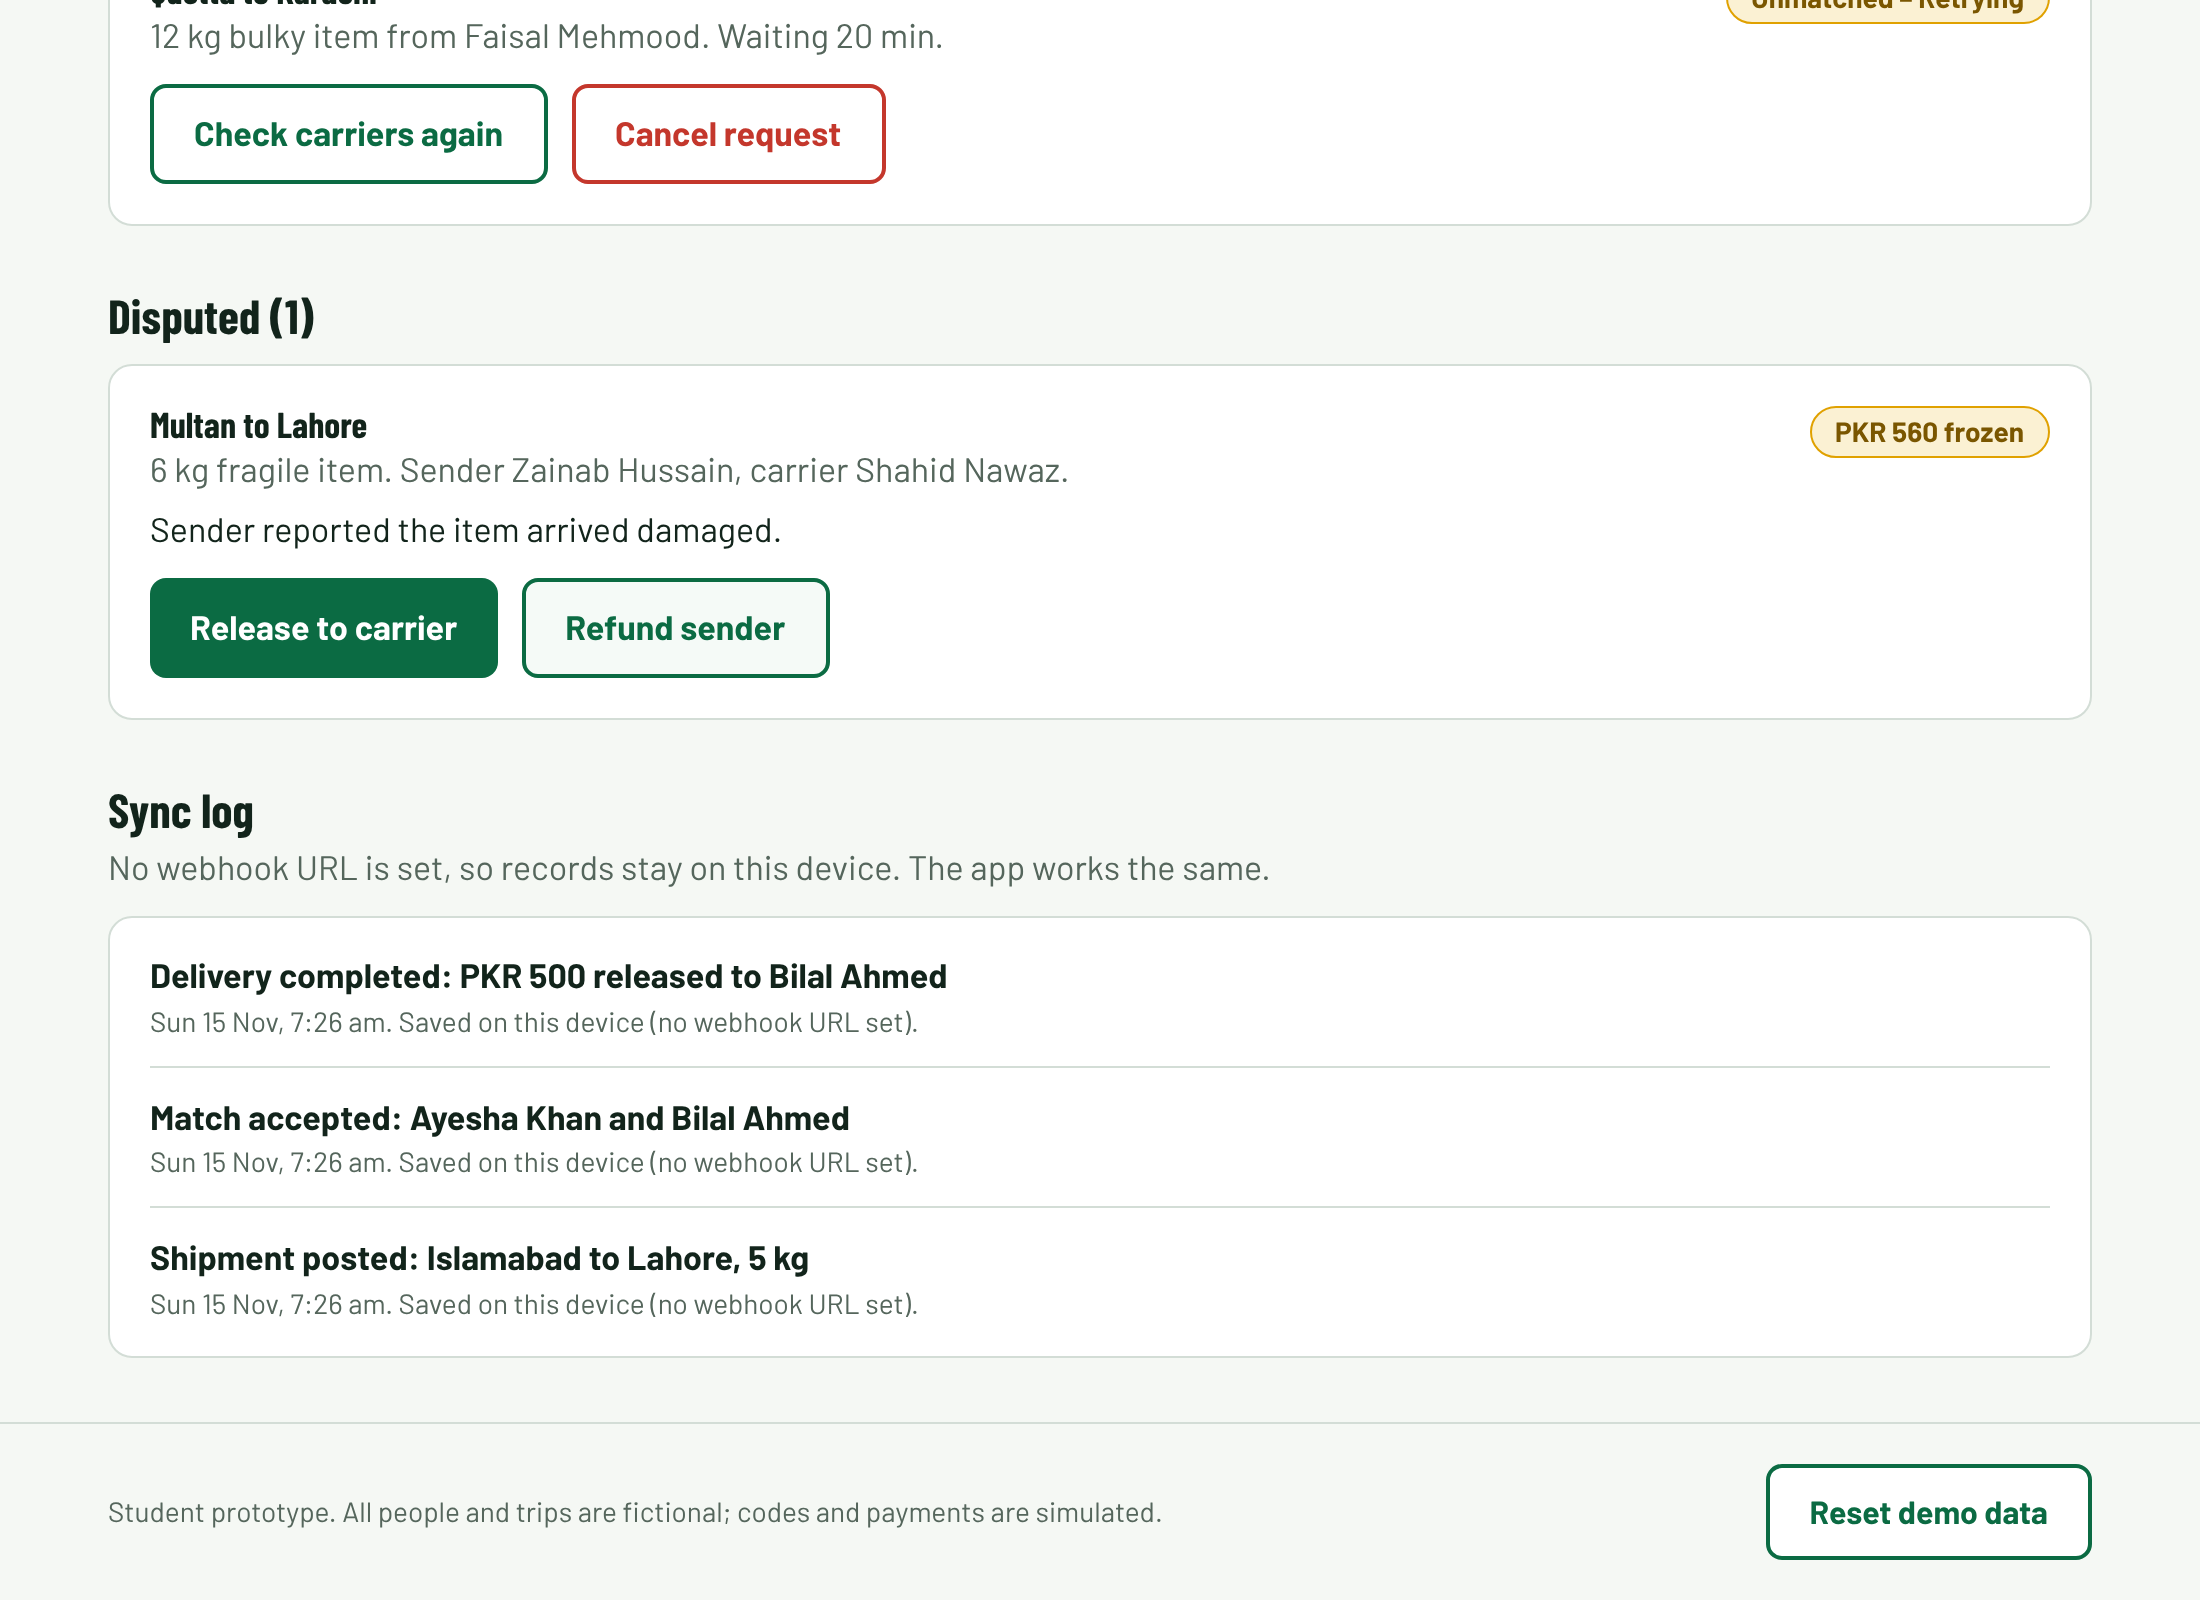 12 kg bulky item from Faisal Mehmood. Waiting 20 min.
Check carriers again
Cancel request
Disputed (1)
Multan to Lahore
PKR 560 frozen
6 kg fragile item. Sender Zainab Hussain, carrier Shahid Nawaz.
Sender reported the item arrived damaged.
Release to carrier
Refund sender
Sync log
No webhook URL is set, so records stay on this device. The app works the same.
Delivery completed: PKR 500 released to Bilal Ahmed
Sun 15 Nov, 7:26 am. Saved on this device (no webhook URL set).
Match accepted: Ayesha Khan and Bilal Ahmed
Sun 15 Nov, 7:26 am. Saved on this device (no webhook URL set).
Shipment posted: Islamabad to Lahore, 5 kg
Sun 15 Nov, 7:26 am. Saved on this device (no webhook URL set).
Student prototype. All people and trips are fictional; codes and payments are simulated.
Reset demo data